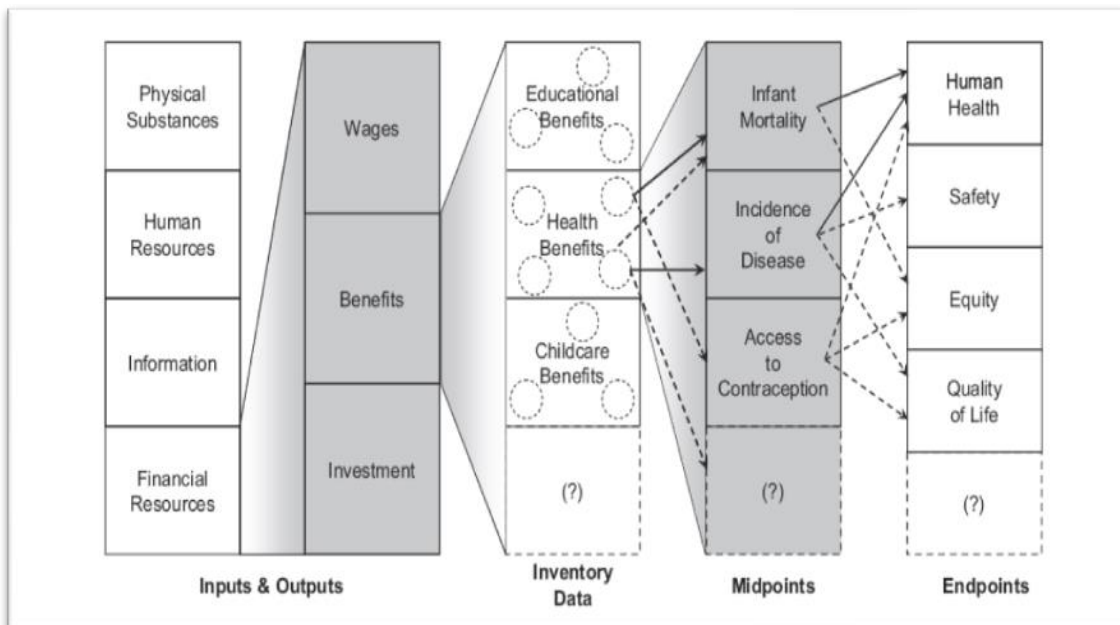 Physical
Substances
Human
Resources
Information
Financial
Resources
Wages
Benefits
Investment
Educational
Benefits
Health
Benefits
Childcare
Benefits
(?)
Infant
Mortality
Incidence
of
Disease
Access
to
Contraception
(?)
Human
Health
Safety
Equity
Quality
of Life
(?)
Inputs & Outputs
Inventory
Data
Midpoints
Endpoints